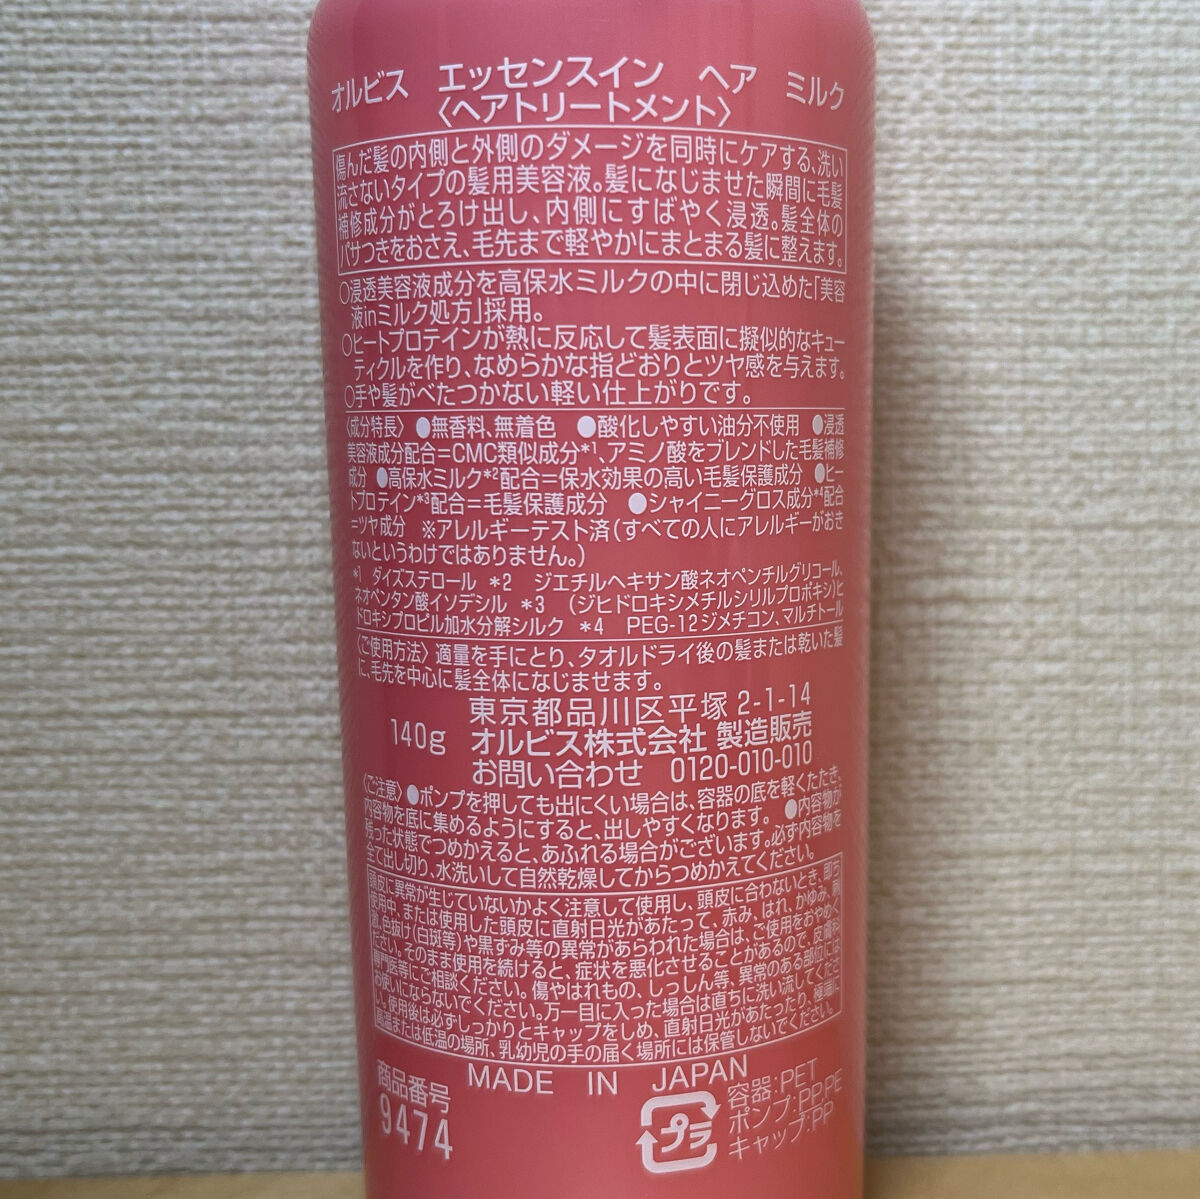 オルビス エッセンスイン ヘア ミルク
〈ヘアトリートメント〉
傷んだ髪の内側と外側のダメージを同時にケアする、洗い
流さないタイプの髪用美容液。髪になじませた瞬間に毛髪
補修成分がとろけ出し、内側にすばやく浸透。髪全体の
パサつきをおさえ、毛先まで軽やかにまとまる髪に整えます。
○浸透美容液成分を高保水ミルクの中に閉じ込めた「美容
液inミルク処方」採用。
○ヒートプロテインが熱に反応して髪表面に擬似的なキュー
ティクルを作り、なめらかな指どおりとツヤ感を与えます。
○手や髪がべたつかない軽い仕上がりです。
〈成分特長〉 ●無香料、無着色 ●酸化しやすい油分不使用 ●浸透
美容液成分配合=CMC類似成分*1、アミノ酸をブレンドした毛髪補修
成分 ●高保水ミルク*2配合=保水効果の高い毛髪保護成分 ●ヒー
トプロテイン*3配合=毛髪保護成分 ●シャイニーグロス成分*4配合
=ツヤ成分 ※アレルギーテスト済(すべての人にアレルギーがおき
ないというわけではありません。)
*1 ダイズステロール *2 ジエチルヘキサン酸ネオペンチルグリコール、
ネオペンタン酸イソデシル *3 (ジヒドロキシメチルシリルプロポキシ)ヒ
ドロキシプロピル加水分解シルク *4 PEG-12ジメチコン、マルチトール
〈ご使用方法〉適量を手にとり、タオルドライ後の髪または乾いた髪
に、毛先を中心に髪全体になじませます。
東京都品川区平塚 2-1-14
140g オルビス株式会社 製造販売
お問い合わせ 0120-010-010
〈ご注意〉●ポンプを押しても出にくい場合は、容器の底を軽くたたき、
内容物を底に集めるようにすると、出しやすくなります。 ●内容物が
残った状態でつめかえると、あふれる場合がございます。必ず内容物を
全て出し切り、水洗いして自然乾燥してからつめかえてください。
頭皮に異常が生じていないかよく注意して使用し、頭皮に合わないとき、即ち
使用中、または使用した頭皮に直射日光があたって、赤み、はれ、かゆみ、刺
激、色抜け(白斑等)や黒ずみ等の異常があらわれた場合は、ご使用をおやめく
ださい。そのまま使用を続けると、症状を悪化させることがあるので、皮膚科
専門医等にご相談ください。傷やはれもの、しっしん等、異常のある部位には
お使いにならないでください。万一目に入った場合は直ちに洗い流してくださ
い。使用後は必ずしっかりとキャップをしめ、直射日光があたったり、極端に
高温または低温の場所、乳幼児の手の届く場所には保管しないでください。
MADE IN JAPAN
商品番号
9474
プラ
容器:PET
ポンプ:PP,PE
キャップ:PP